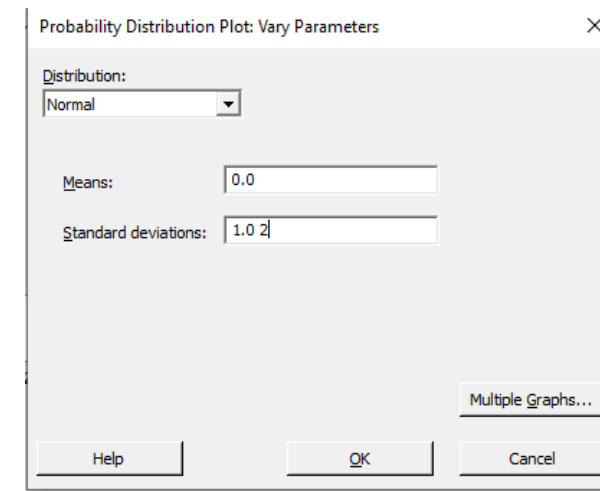 Probability Distribution Plot: Vary Parameters
Distribution:
Normal
Means: 0.0
Standard deviations: 1.0 2
Multiple Graphs...
Help OK Cancel